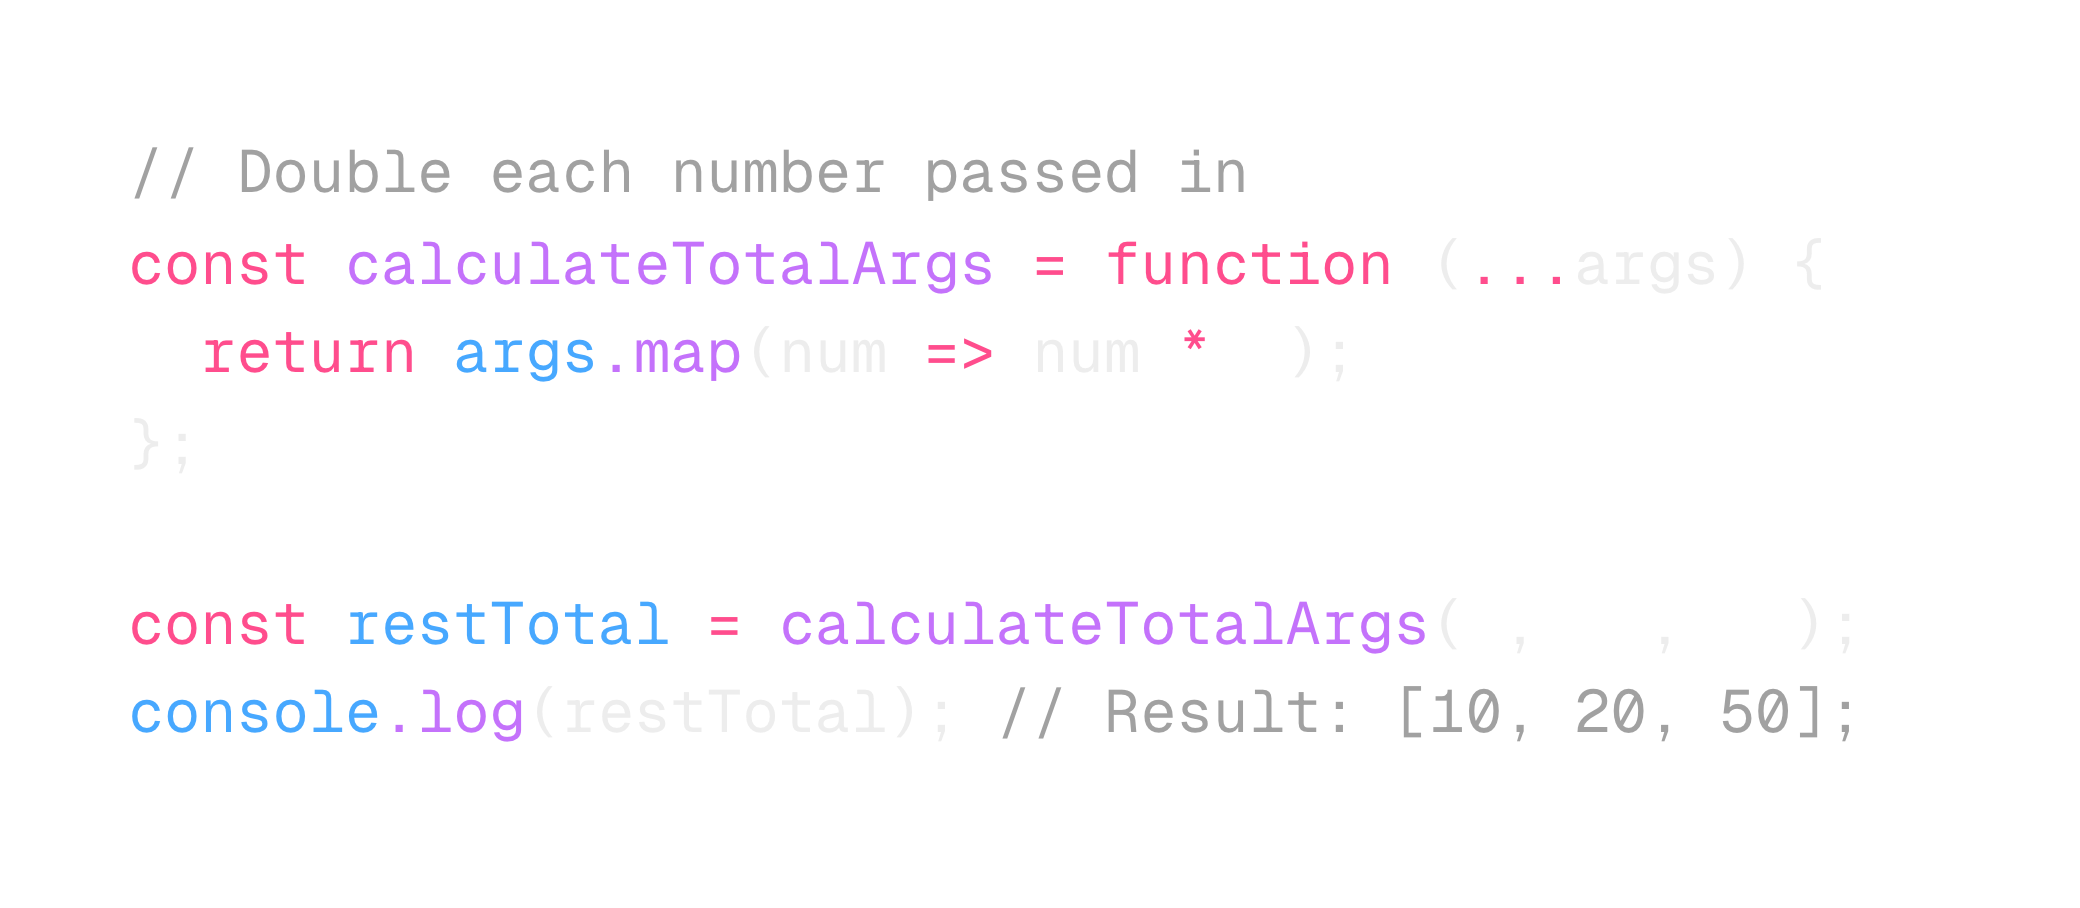 // Double each number passed in
const calculateTotalArgs = function (...args) {
  return args.map(num => num *  );
};

const restTotal = calculateTotalArgs( ,   ,   );
console.log(restTotal); // Result: [10, 20, 50];